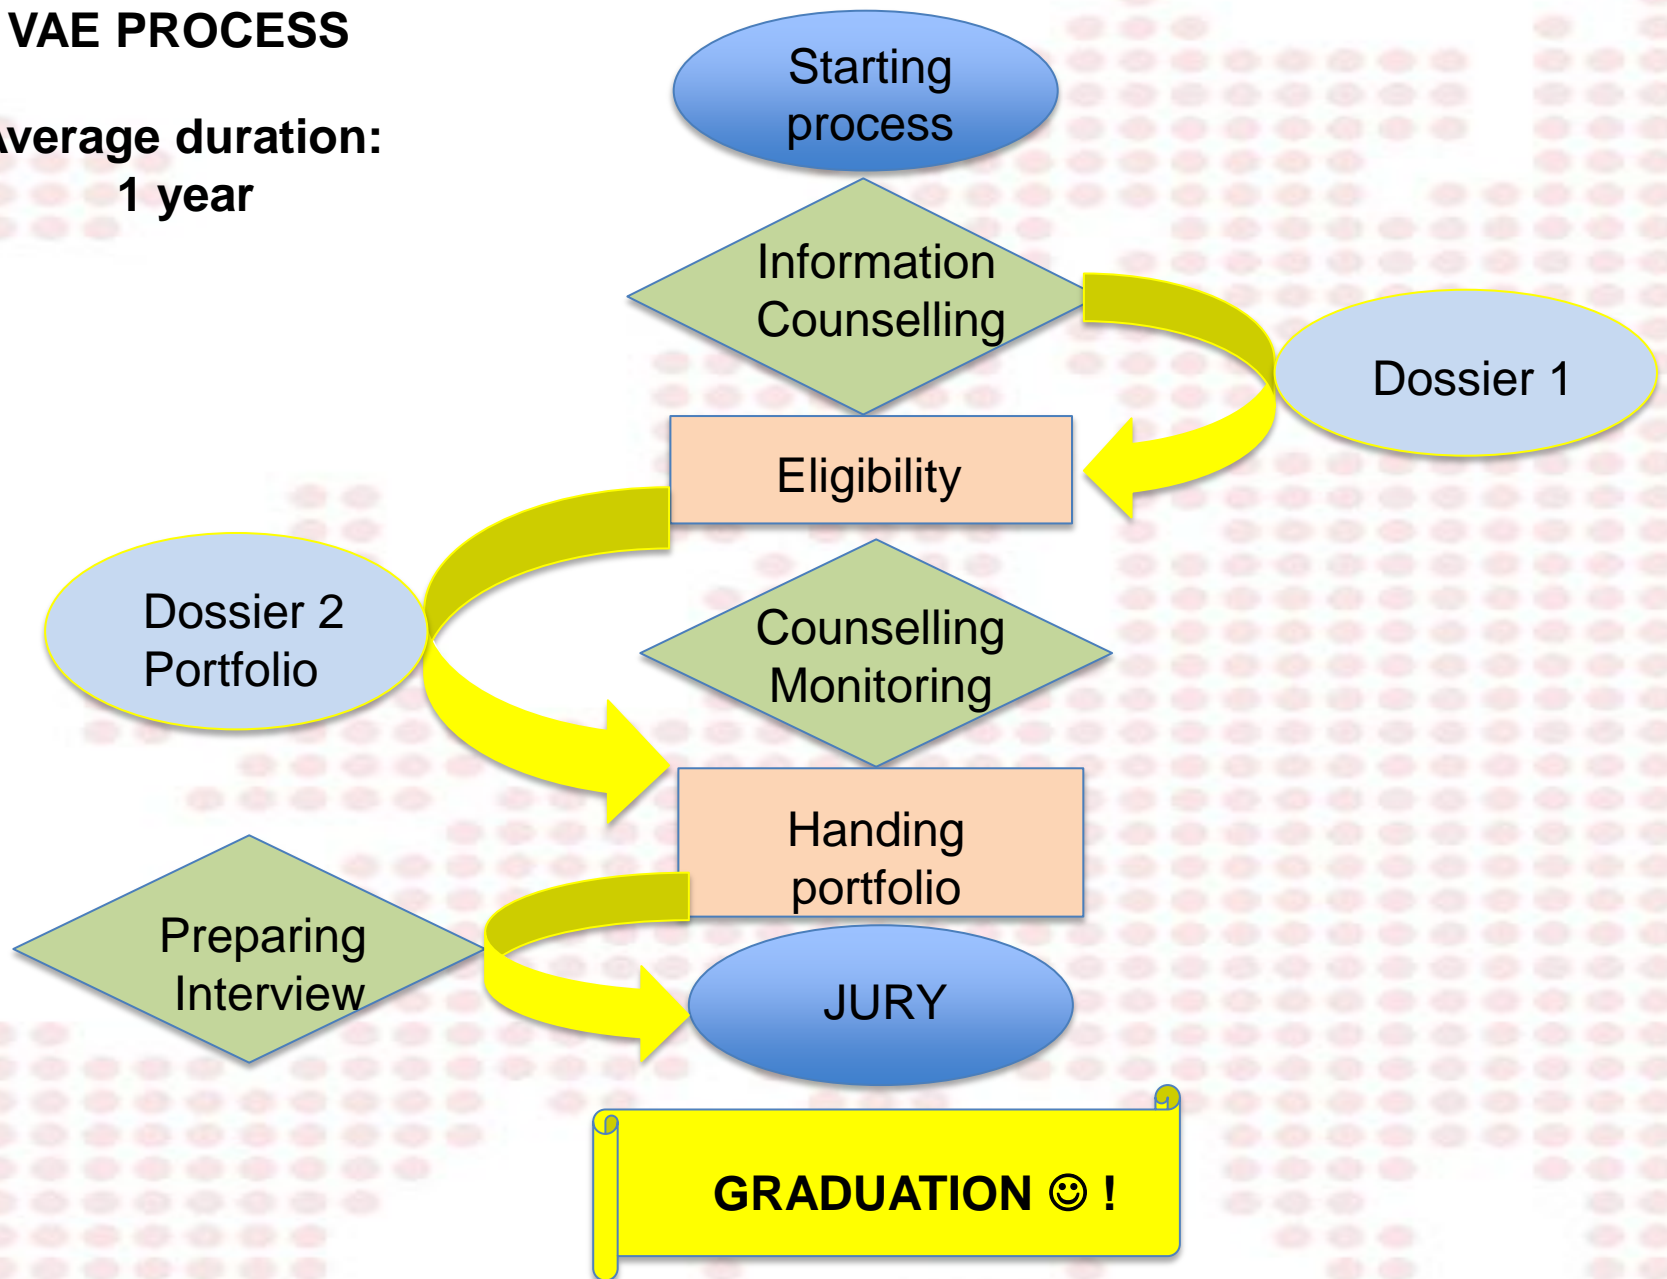 VAE PROCESS
Average duration:
1 year
Starting
process
Information
Counselling
Dossier 1
Eligibility
Dossier 2
Portfolio
Counselling
Monitoring
Handing
portfolio
Preparing
Interview
JURY
GRADUATION ☺ !